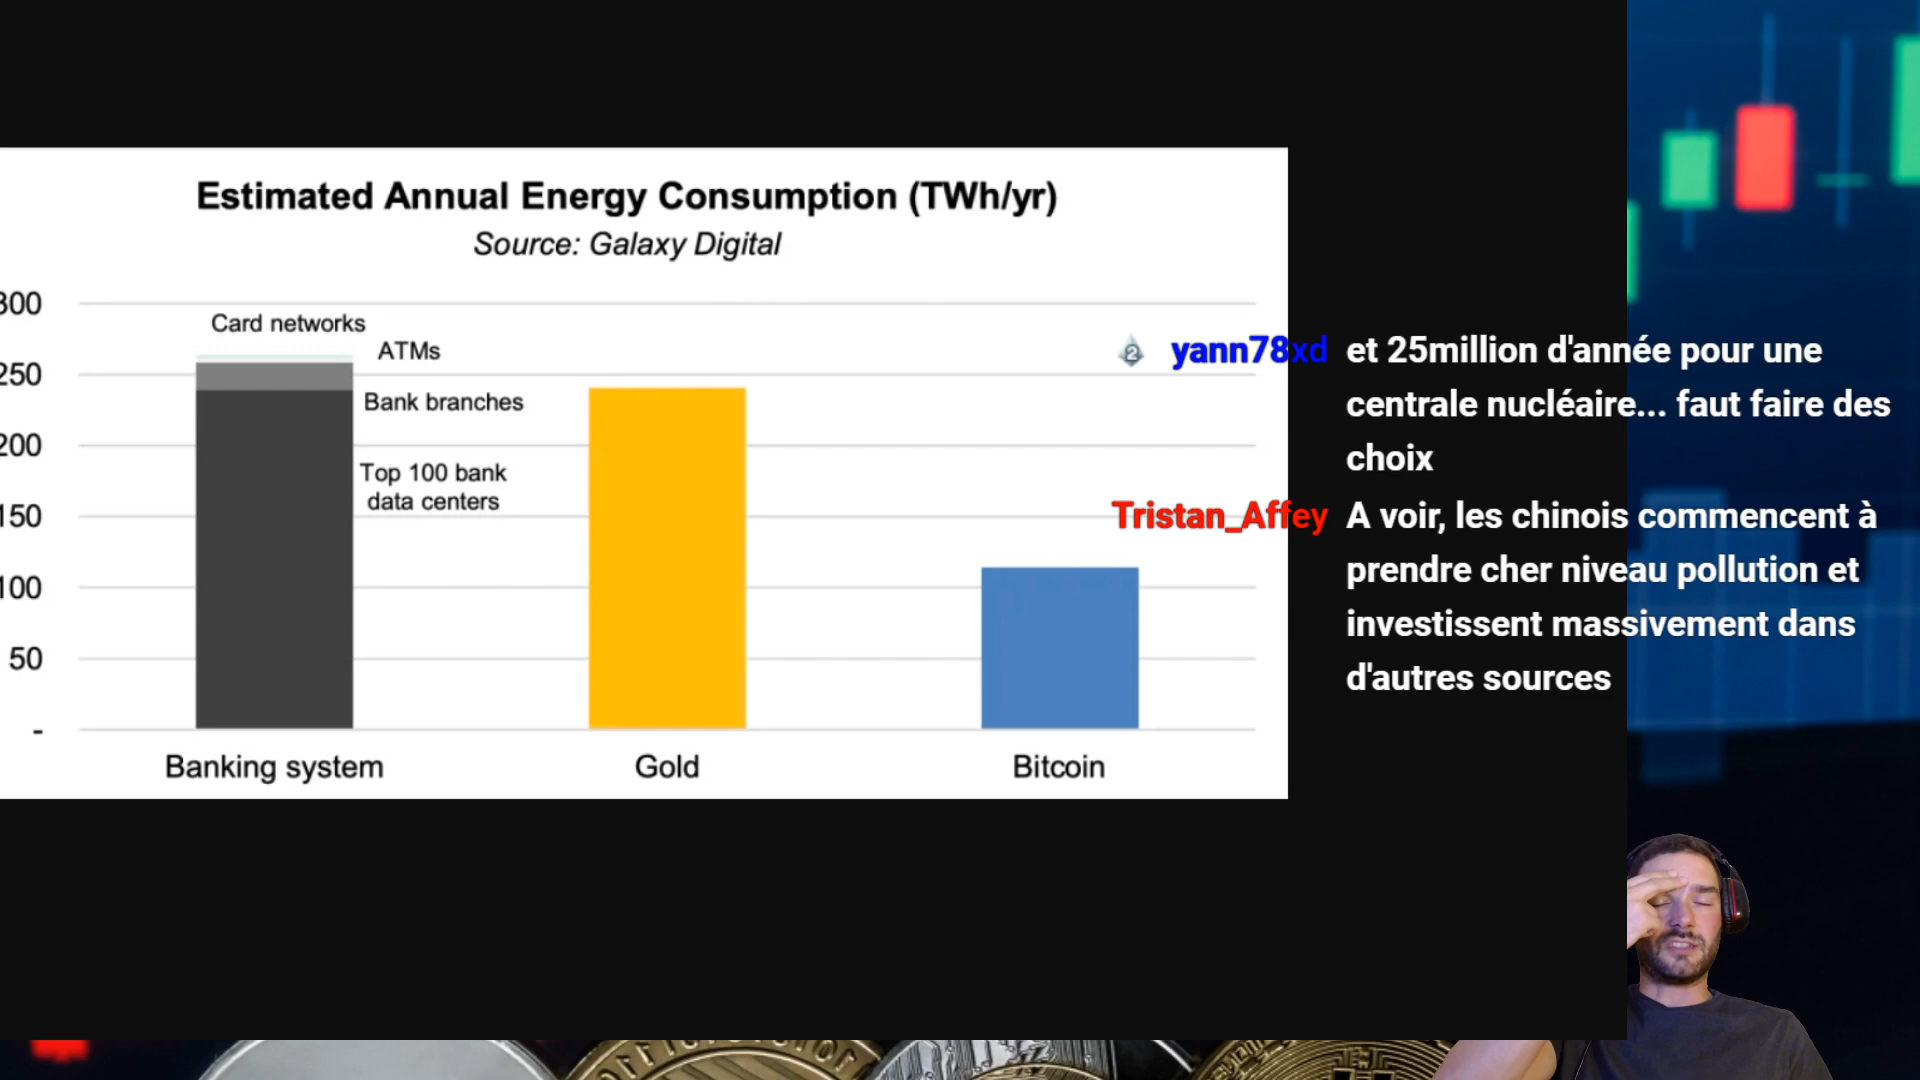 Estimated Annual Energy Consumption (TWh/yr)
Source: Galaxy Digital
300
250
200
150
100
50
-
Card networks
ATMs
Bank branches
Top 100 bank
data centers
Banking system
Gold
Bitcoin
2 yann78xd et 25million d'année pour une
centrale nucléaire... faut faire des
choix
Tristan_Affey A voir, les chinois commencent à
prendre cher niveau pollution et
investissent massivement dans
d'autres sources